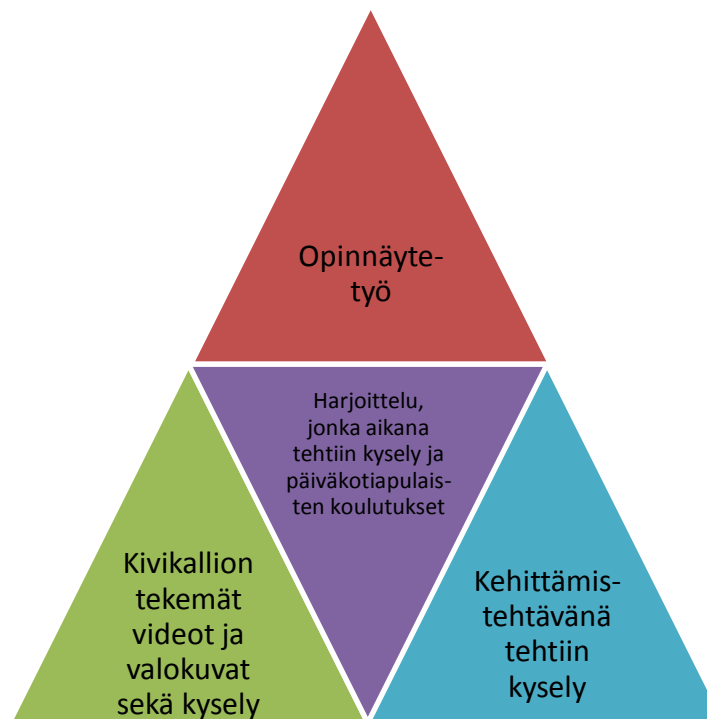 Opinnäyte-
työ
Harjoittelu,
jonka aikana
tehtiin kysely ja
päiväkotiapulais-
ten koulutukset
Kivikallion
tekemät
videot ja
valokuvat
sekä kysely
Kehittämis-
tehtävänä
tehtiin
kysely